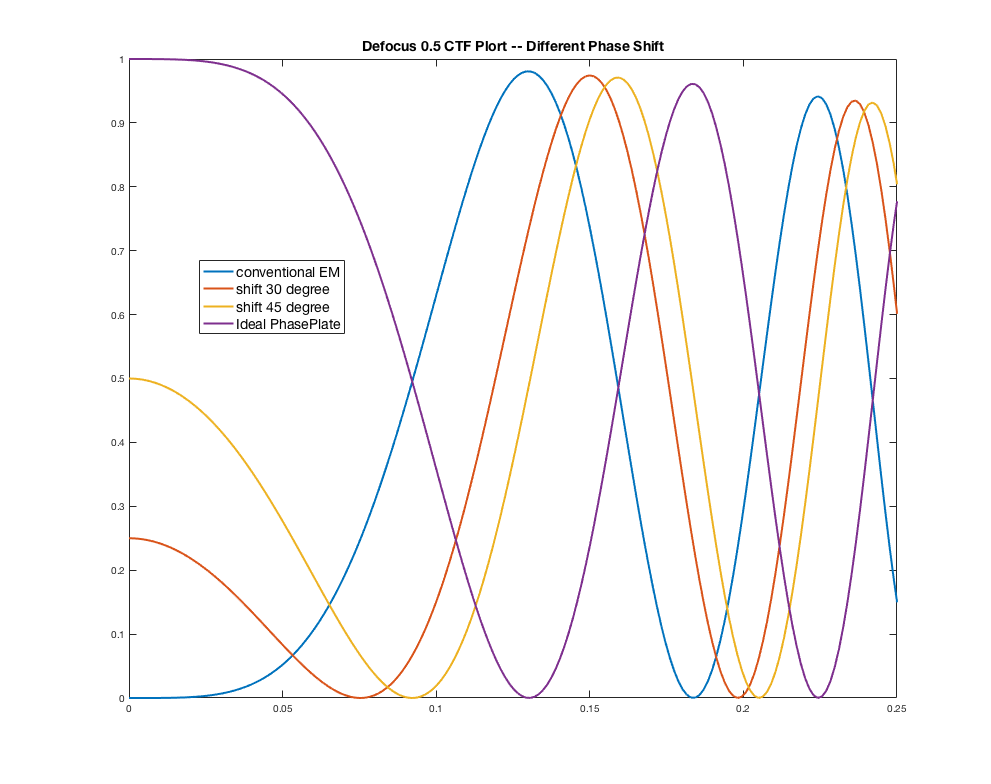 Defocus 0.5 CTF Plort -- Different Phase Shift
1
0.9
0.8
0.7
0.6
0.5
0.4
0.3
0.2
0.1
0
conventional EM
shift 30 degree
shift 45 degree
Ideal PhasePlate
0 0.05 0.1 0.15 0.2 0.25